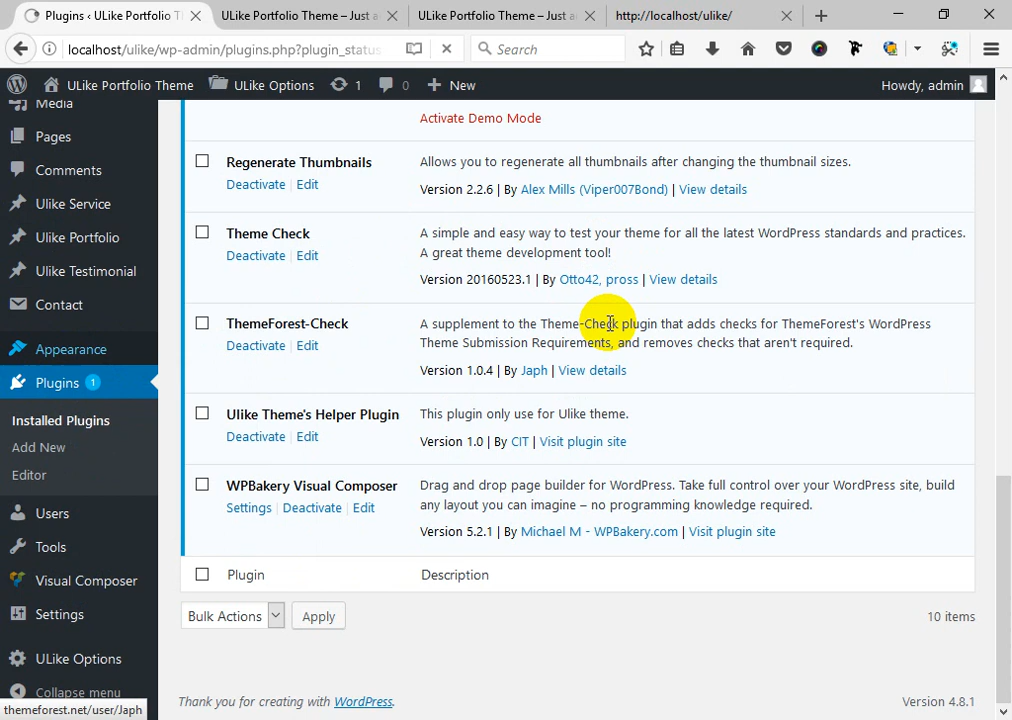 Plugins ‹ ULike Portfolio T
ULike Portfolio Theme – Just a
ULike Portfolio Theme – Just a
http://localhost/ulike/
localhost/ulike/wp-admin/plugins.php?plugin_status
Search
ULike Portfolio Theme
ULike Options
1
0
New
Howdy, admin
Media
Pages
Comments
Ulike Service
Ulike Portfolio
Ulike Testimonial
Contact
Appearance
Plugins 1
Installed Plugins
Add New
Editor
Users
Tools
Visual Composer
Settings
ULike Options
Collapse menu
themeforest.net/user/Japh
Activate Demo Mode
Regenerate Thumbnails
Deactivate | Edit
Allows you to regenerate all thumbnails after changing the thumbnail sizes.
Version 2.2.6 | By Alex Mills (Viper007Bond) | View details
Theme Check
Deactivate | Edit
A simple and easy way to test your theme for all the latest WordPress standards and practices.
A great theme development tool!
Version 20160523.1 | By Otto42, pross | View details
ThemeForest-Check
Deactivate | Edit
A supplement to the Theme-Check plugin that adds checks for ThemeForest's WordPress
Theme Submission Requirements, and removes checks that aren't required.
Version 1.0.4 | By Japh | View details
Ulike Theme's Helper Plugin
Deactivate | Edit
This plugin only use for Ulike theme.
Version 1.0 | By CIT | Visit plugin site
WPBakery Visual Composer
Settings | Deactivate | Edit
Drag and drop page builder for WordPress. Take full control over your WordPress site, build
any layout you can imagine – no programming knowledge required.
Version 5.2.1 | By Michael M - WPBakery.com | Visit plugin site
Plugin
Description
Bulk Actions
Apply
10 items
Thank you for creating with WordPress.
Version 4.8.1